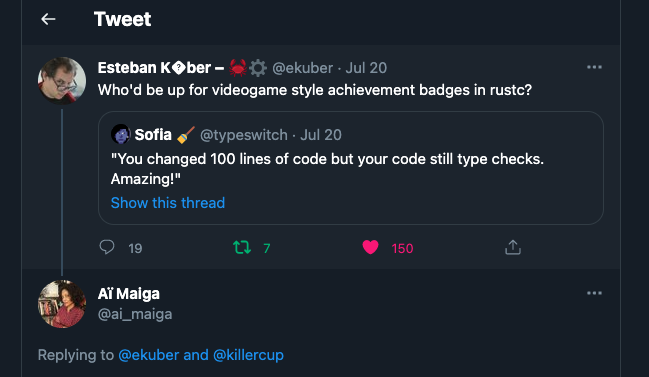 Tweet
Esteban K�ber – 🦀⚙ @ekuber · Jul 20
Who'd be up for videogame style achievement badges in rustc?
Sofia 🧹 @typeswitch · Jul 20
"You changed 100 lines of code but your code still type checks.
Amazing!"
Show this thread
19 7 150
Aï Maiga
@ai_maiga
Replying to @ekuber and @killercup